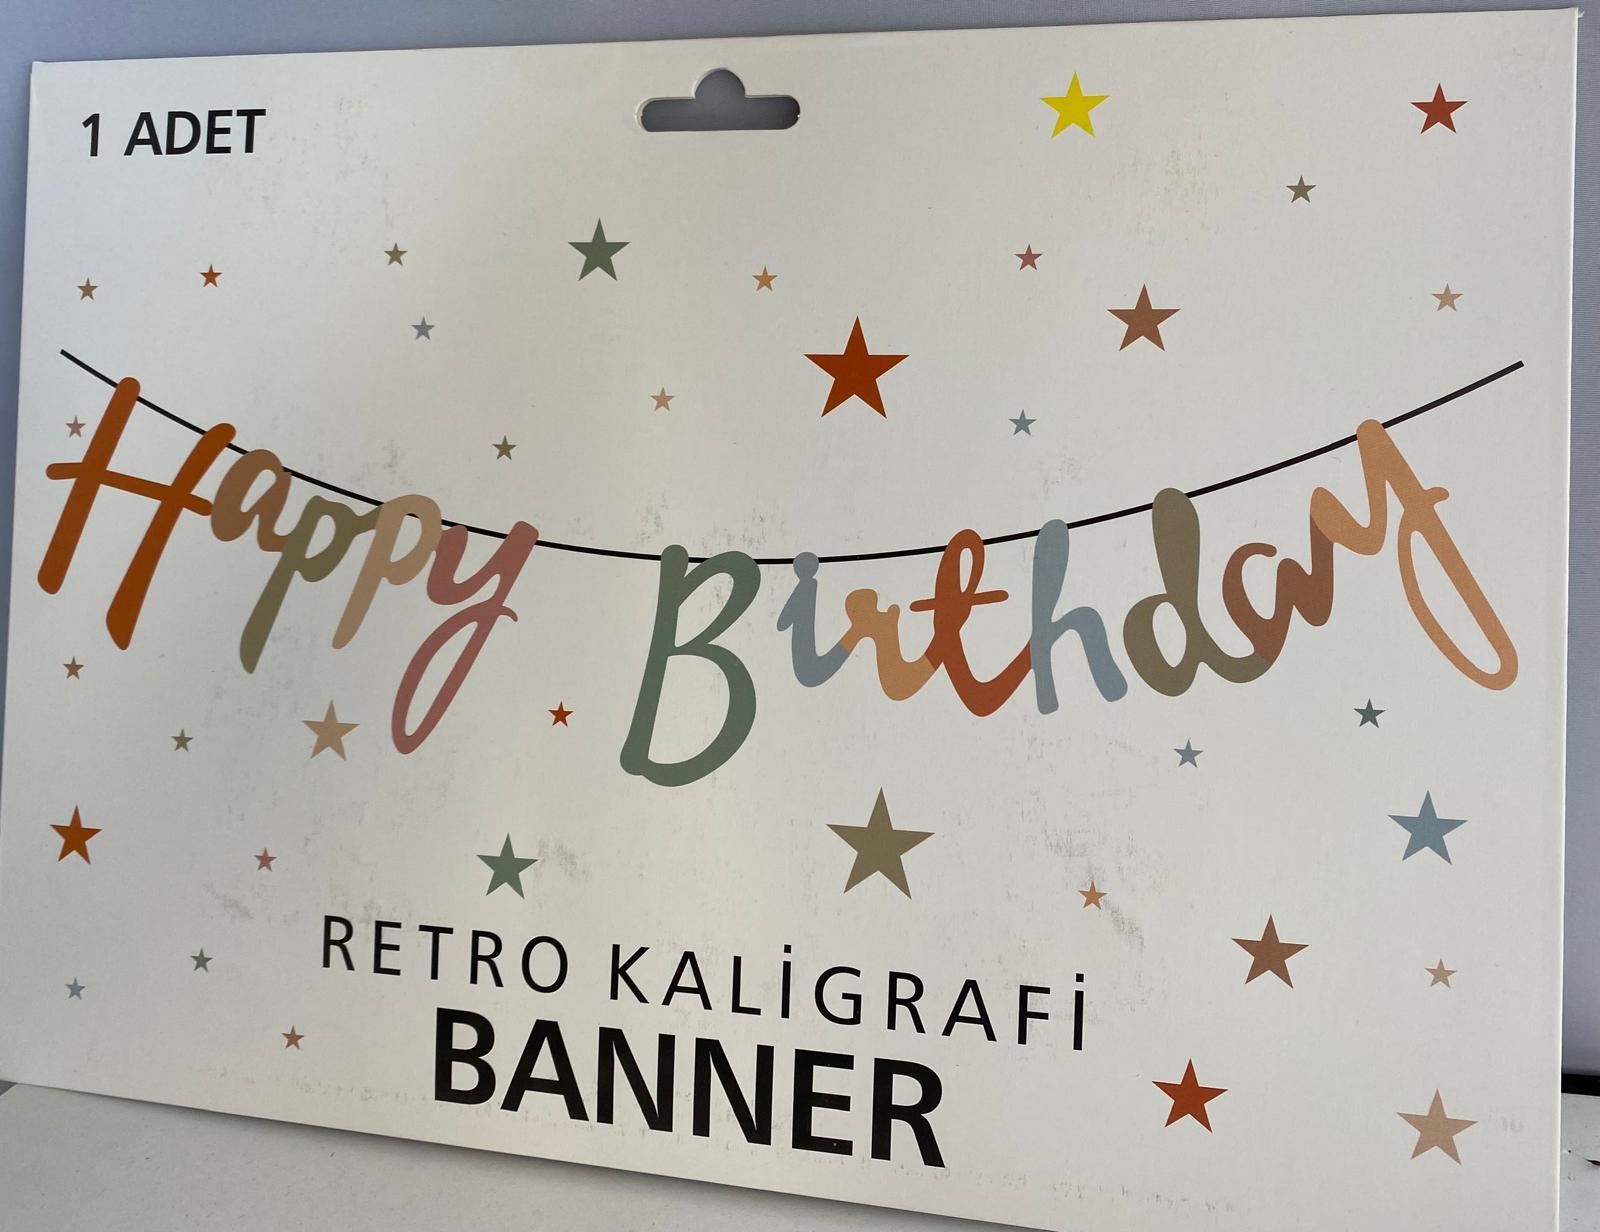 1 ADET
Happy Birthday
RETRO KALİGRAFİ
BANNER